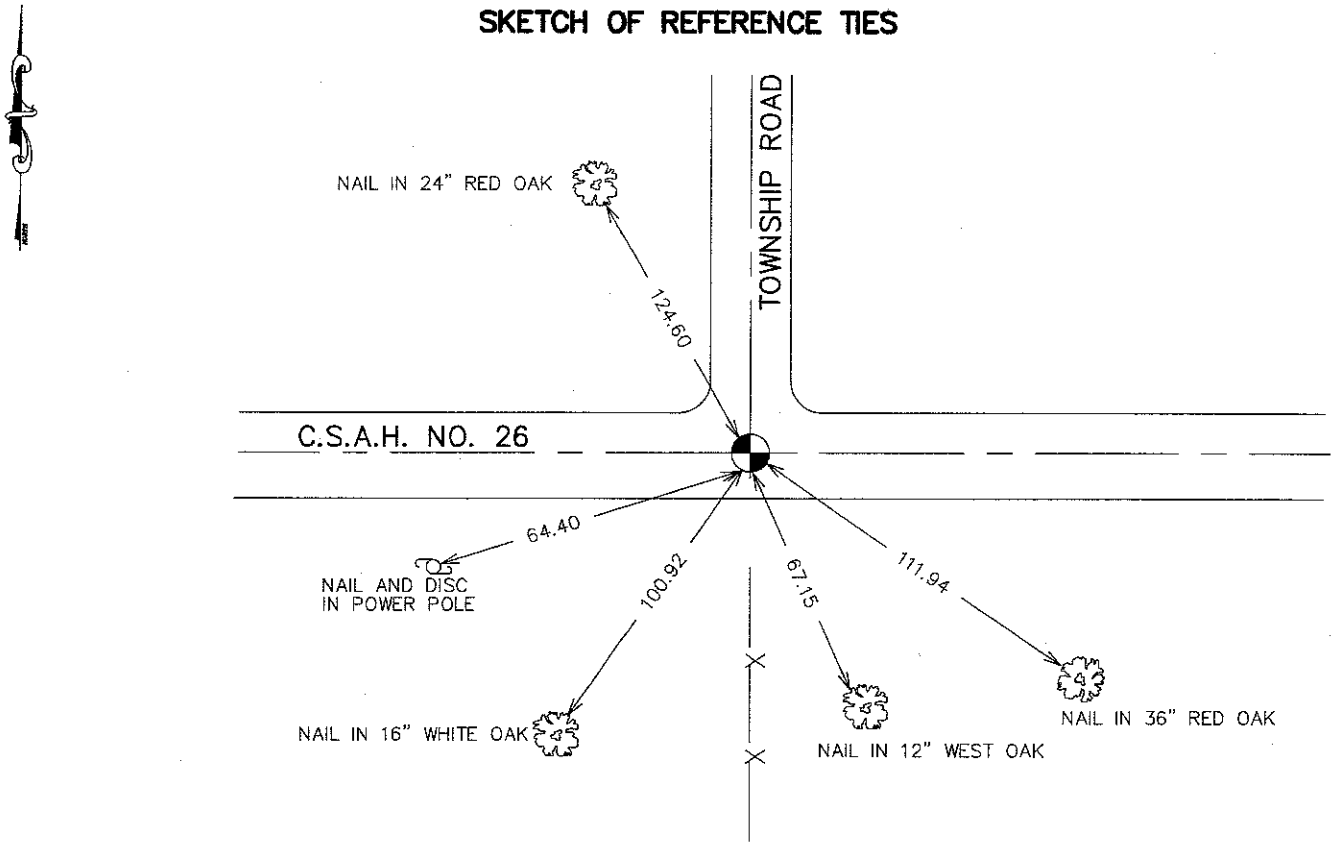 SKETCH OF REFERENCE TIES
TOWNSHIP ROAD
NAIL IN 24" RED OAK
124.60
C.S.A.H. NO. 26
64.40
NAIL AND DISC
IN POWER POLE
100.92
67.15
111.94
NAIL IN 16" WHITE OAK
NAIL IN 12" WEST OAK
NAIL IN 36" RED OAK